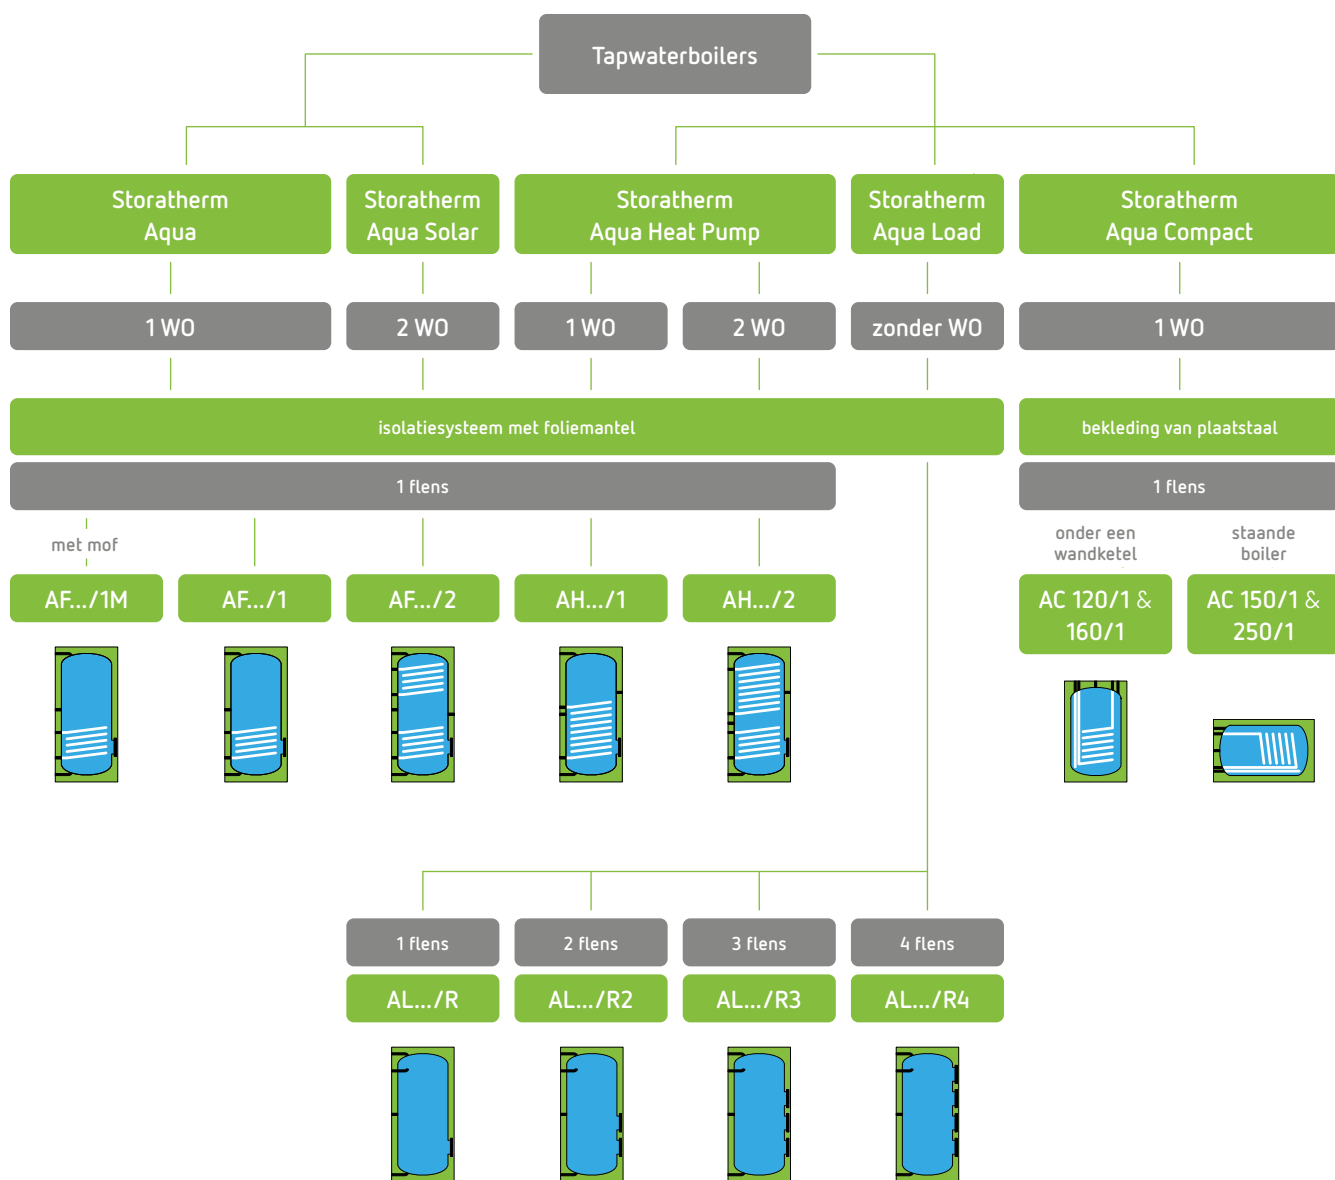 Tapwaterboilers
Storatherm
Aqua
Storatherm
Aqua Solar
Storatherm
Aqua Heat Pump
Storatherm
Aqua Load
Storatherm
Aqua Compact
1 WO
2 WO
1 WO
2 WO
zonder WO
1 WO
isolatiesysteem met foliemantel
bekleding van plaatstaal
1 flens
1 flens
met mof
onder een
wandketel
staande
boiler
AF.../1M
AF.../1
AF.../2
AH.../1
AH.../2
AC 120/1 &
160/1
AC 150/1 &
250/1
1 flens
2 flens
3 flens
4 flens
AL.../R
AL.../R2
AL.../R3
AL.../R4